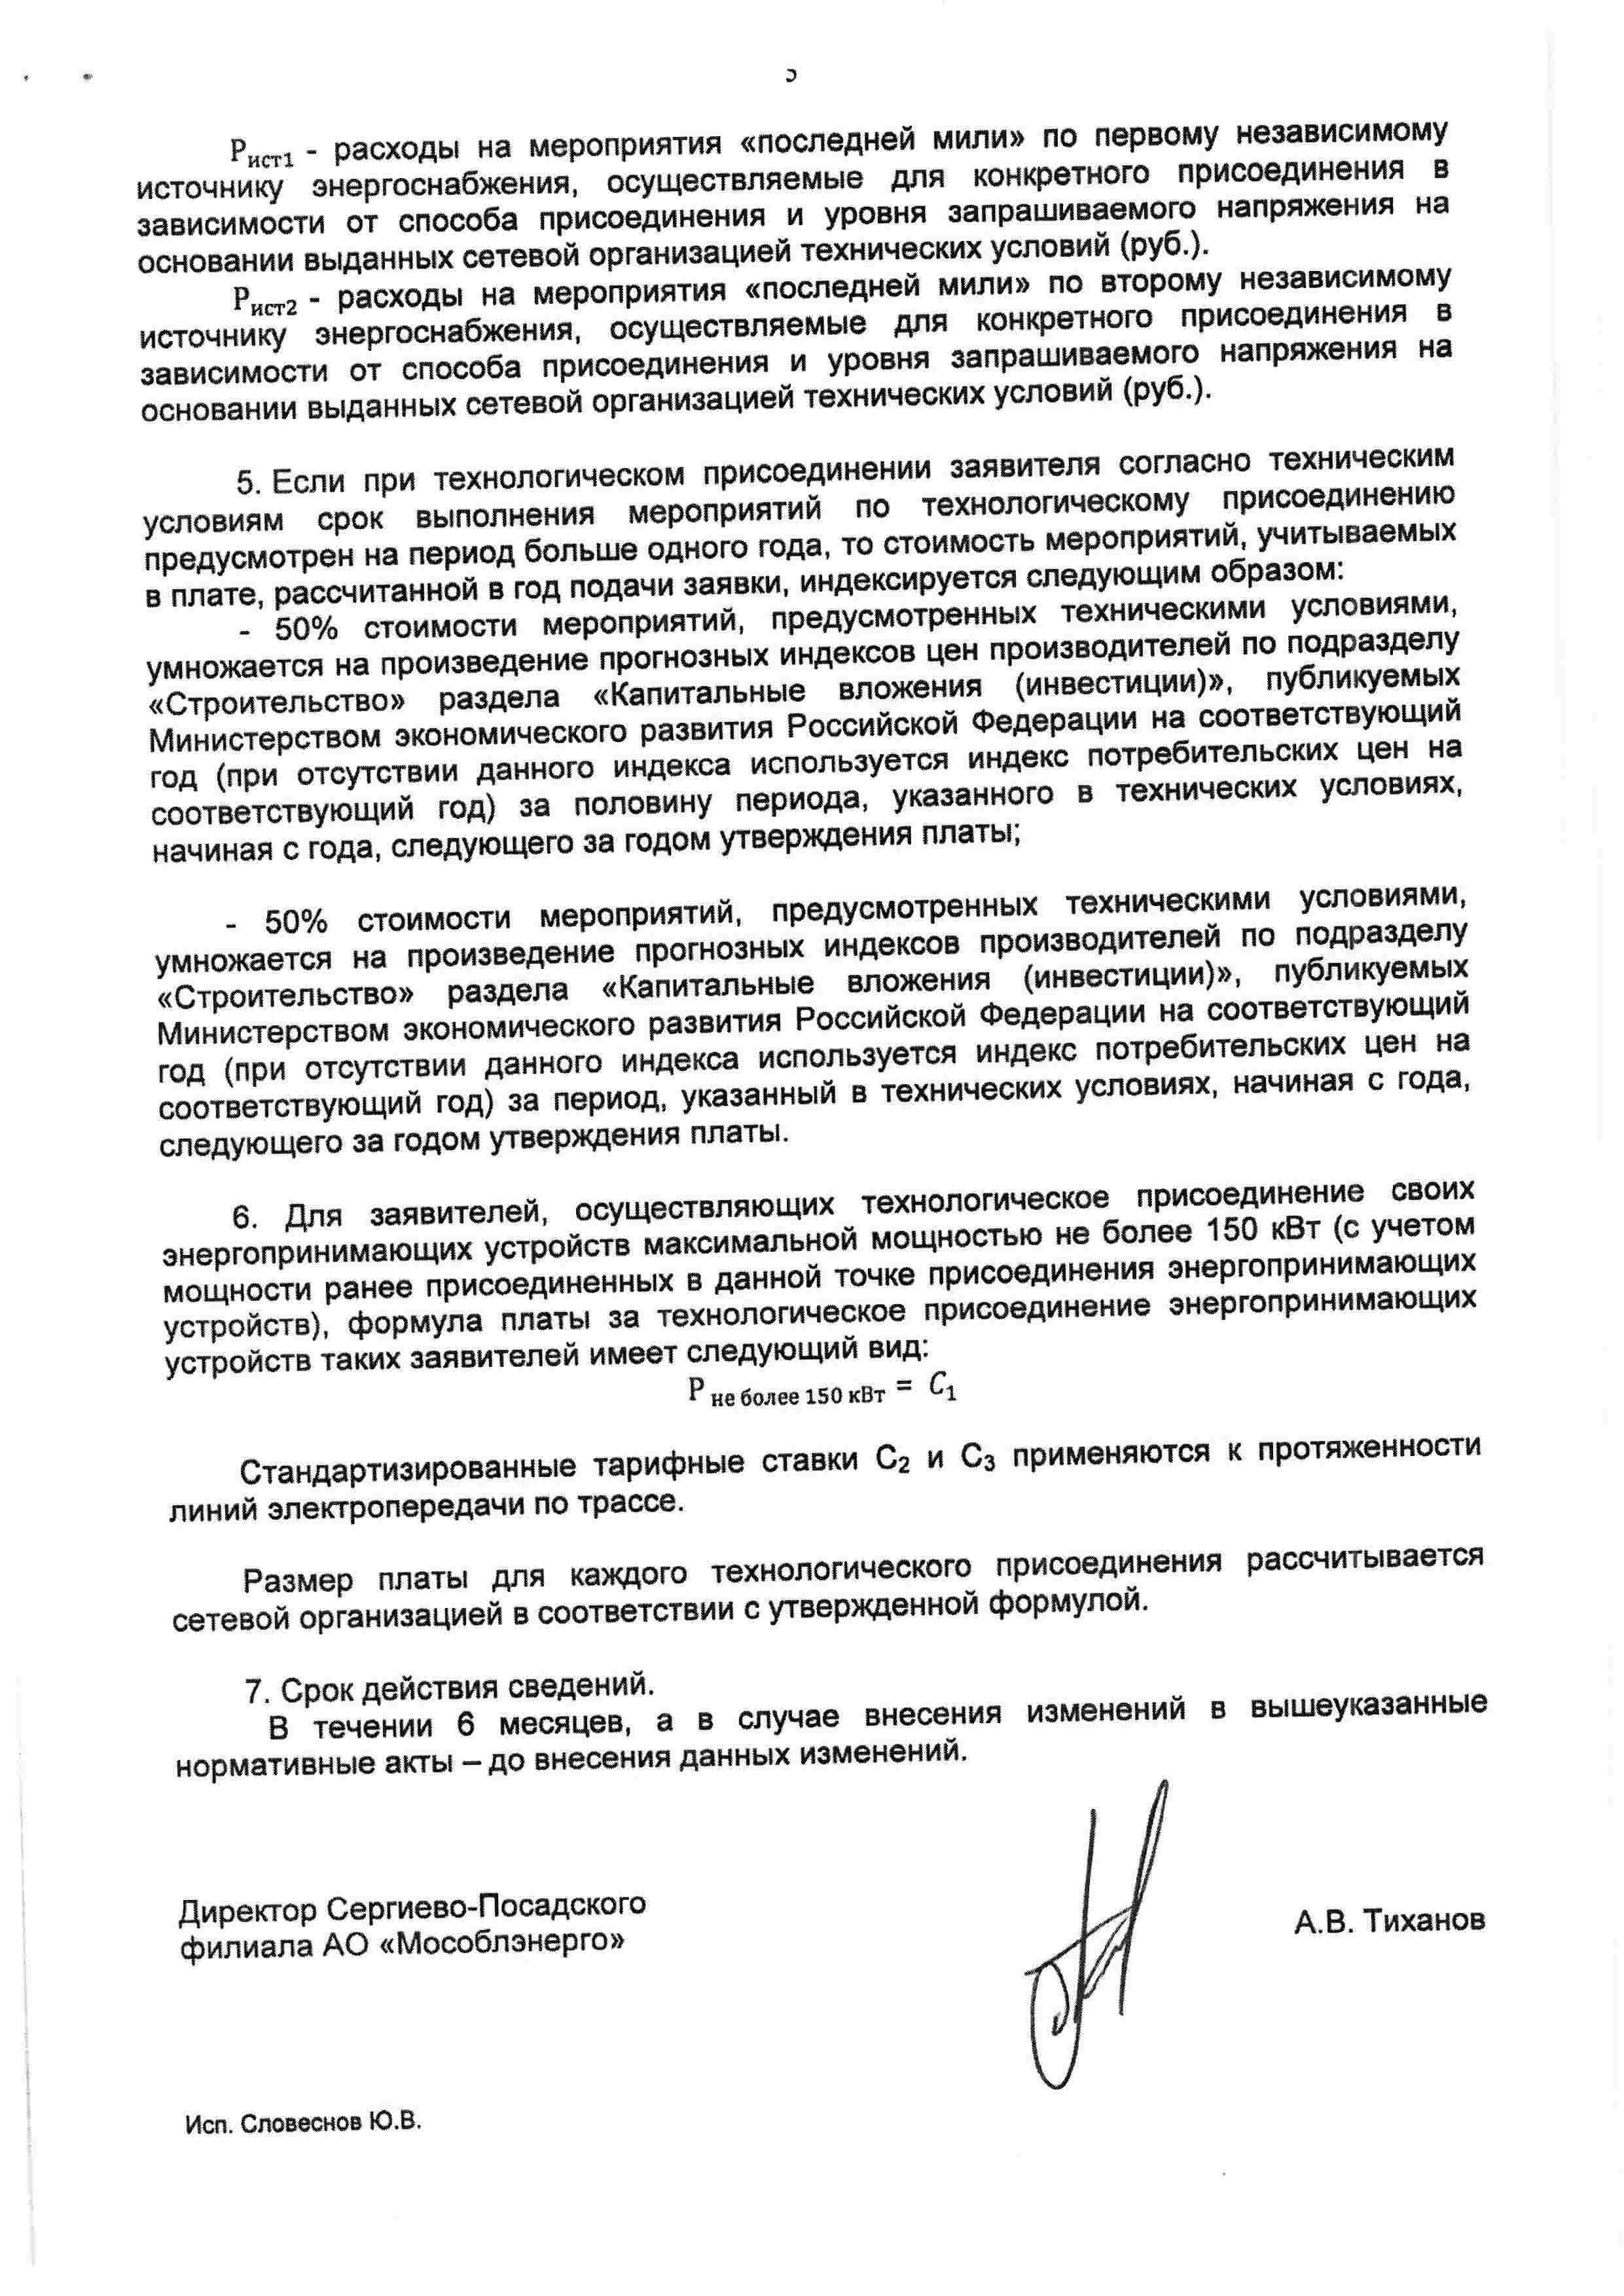 Рист1 - расходы на мероприятия «последней мили» по первому независимому
источнику энергоснабжения, осуществляемые для конкретного присоединения в
зависимости от способа присоединения и уровня запрашиваемого напряжения на
основании выданных сетевой организацией технических условий (руб.).
Рист2 - расходы на мероприятия «последней мили» по второму независимому
источнику энергоснабжения, осуществляемые для конкретного присоединения в
зависимости от способа присоединения и уровня запрашиваемого напряжения на
основании выданных сетевой организацией технических условий (руб.).
5. Если при технологическом присоединении заявителя согласно техническим
условиям срок выполнения мероприятий по технологическому присоединению
предусмотрен на период больше одного года, то стоимость мероприятий, учитываемых
в плате, рассчитанной в год подачи заявки, индексируется следующим образом:
- 50% стоимости мероприятий, предусмотренных техническими условиями,
умножается на произведение прогнозных индексов цен производителей по подразделу
«Строительство» раздела «Капитальные вложения (инвестиции)», публикуемых
Министерством экономического развития Российской Федерации на соответствующий
год (при отсутствии данного индекса используется индекс потребительских цен на
соответствующий год) за половину периода, указанного в технических условиях,
начиная с года, следующего за годом утверждения платы;
- 50% стоимости мероприятий, предусмотренных техническими условиями,
умножается на произведение прогнозных индексов производителей по подразделу
«Строительство» раздела «Капитальные вложения (инвестиции)», публикуемых
Министерством экономического развития Российской Федерации на соответствующий
год (при отсутствии данного индекса используется индекс потребительских цен на
соответствующий год) за период, указанный в технических условиях, начиная с года,
следующего за годом утверждения платы.
6. Для заявителей, осуществляющих технологическое присоединение своих
энергопринимающих устройств максимальной мощностью не более 150 кВт (с учетом
мощности ранее присоединенных в данной точке присоединения энергопринимающих
устройств), формула платы за технологическое присоединение энергопринимающих
устройств таких заявителей имеет следующий вид:
Р не более 150 кВт = C₁
Стандартизированные тарифные ставки С₂ и С₃ применяются к протяженности
линий электропередачи по трассе.
Размер платы для каждого технологического присоединения рассчитывается
сетевой организацией в соответствии с утвержденной формулой.
7. Срок действия сведений.
В течении 6 месяцев, а в случае внесения изменений в вышеуказанные
нормативные акты – до внесения данных изменений.
Директор Сергиево-Посадского
филиала АО «Мособлэнерго»
А.В. Тиханов
Исп. Словеснов Ю.В.